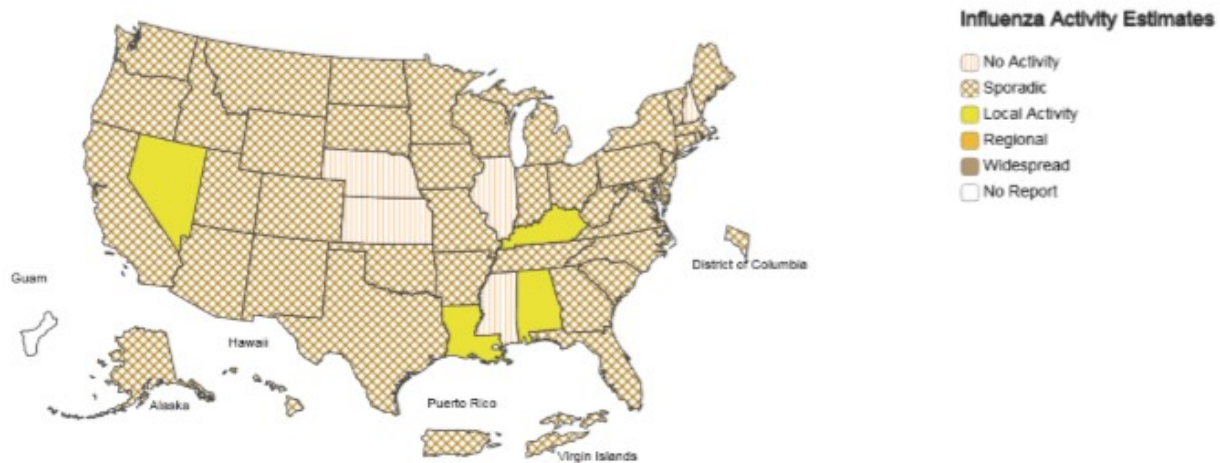 Influenza Activity Estimates
No Activity
Sporadic
Local Activity
Regional
Widespread
No Report
District of Columbia
Guam
Hawaii
Alaska
Puerto Rico
Virgin Islands